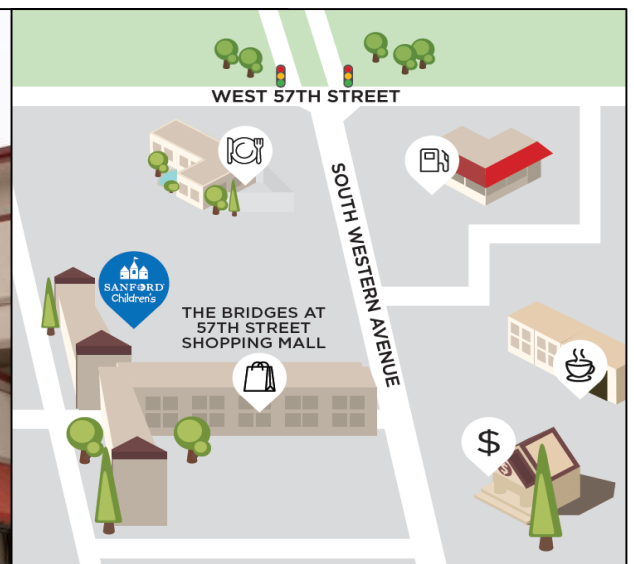 WEST 57TH STREET
SOUTH WESTERN AVENUE
SANFORD
Children's
THE BRIDGES AT
57TH STREET
SHOPPING MALL
$